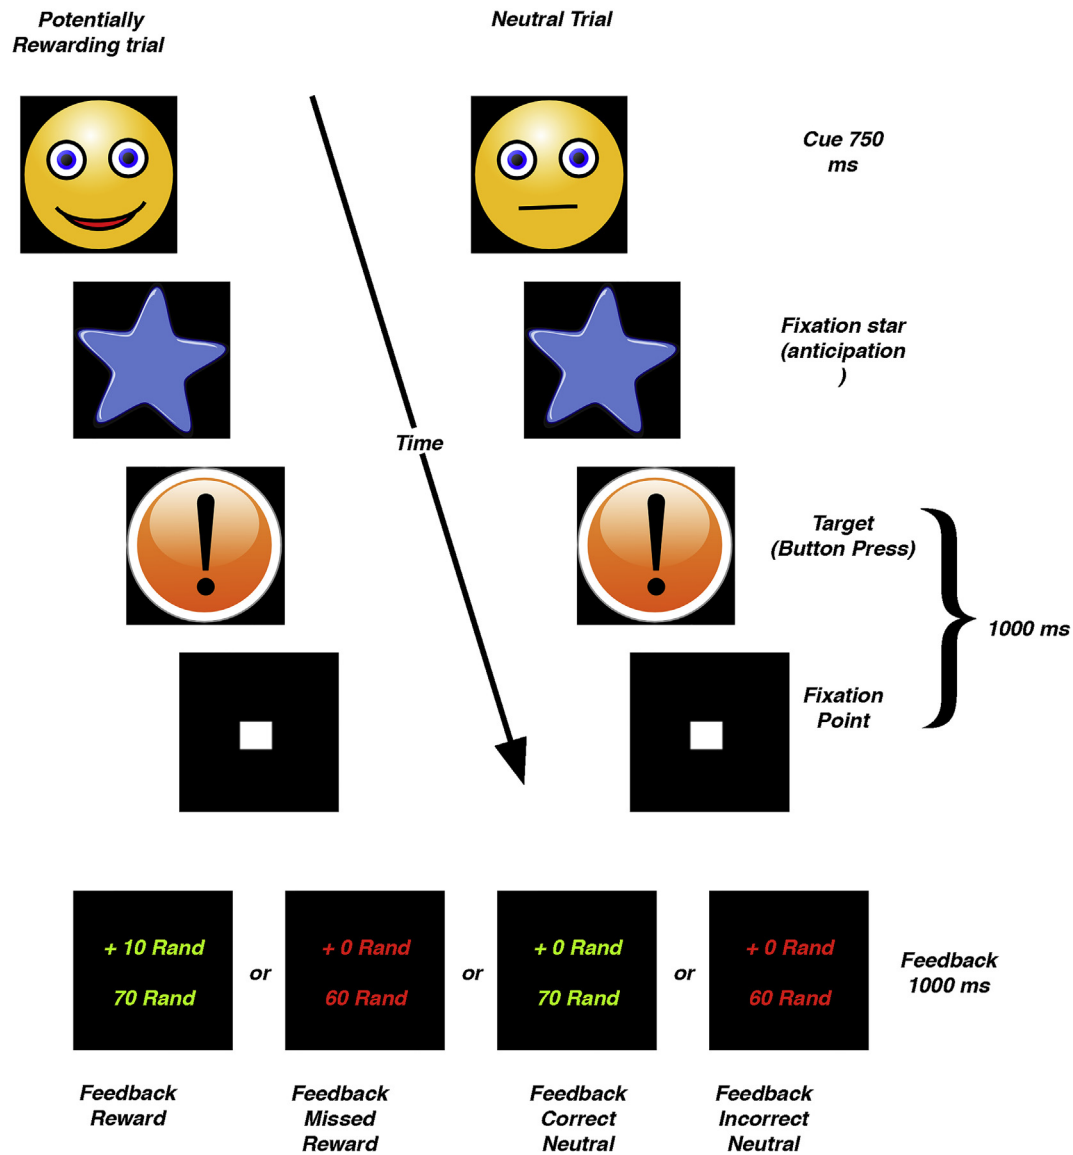 Potentially
Rewarding trial
Neutral Trial
Cue 750
ms
Fixation star
(anticipation
)
Time
Target
(Button Press)
1000 ms
Fixation
Point
+ 10 Rand
70 Rand
or
+ 0 Rand
60 Rand
or
+ 0 Rand
70 Rand
or
+ 0 Rand
60 Rand
Feedback
1000 ms
Feedback
Reward
Feedback
Missed
Reward
Feedback
Correct
Neutral
Feedback
Incorrect
Neutral